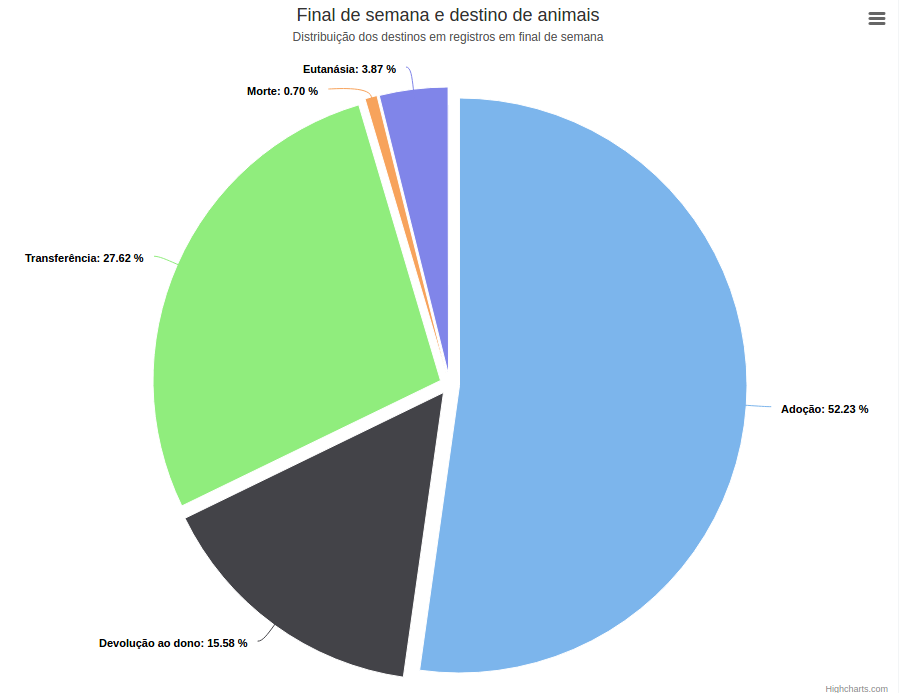 Final de semana e destino de animais
Distribuição dos destinos em registros em final de semana
Eutanásia: 3.87 %
Morte: 0.70 %
Transferência: 27.62 %
Adoção: 52.23 %
Devolução ao dono: 15.58 %
Highcharts.com